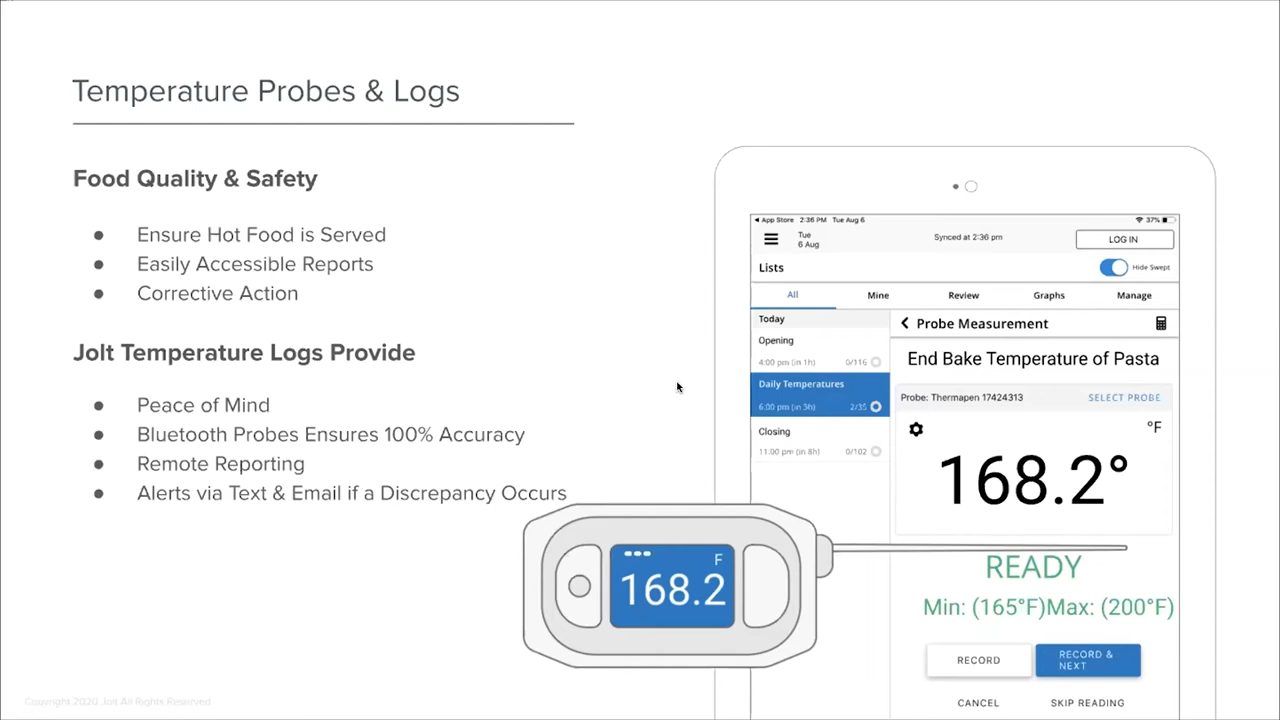 Temperature Probes & Logs
Food Quality & Safety
● Ensure Hot Food is Served
● Easily Accessible Reports
● Corrective Action
Jolt Temperature Logs Provide
● Peace of Mind
● Bluetooth Probes Ensures 100% Accuracy
● Remote Reporting
● Alerts via Text & Email if a Discrepancy Occurs
F
168.2
App Store 2:36 PM Tue Aug 6 37%
Tue
6 Aug
Synced at 2:36 pm
LOG IN
Lists
Hide Swept
All Mine Review Graphs Manage
Today
Opening
4:00 pm (in 1h) 0/116
Daily Temperatures
6:00 pm (in 3h) 2/35
Closing
11:00 pm (in 8h) 0/102
Probe Measurement
End Bake Temperature of Pasta
Probe: Thermapen 17424313 SELECT PROBE
°F
168.2°
READY
Min: (165°F)Max: (200°F)
RECORD
RECORD &
NEXT
CANCEL SKIP READING
Copyright 2020 Jolt All Rights Reserved